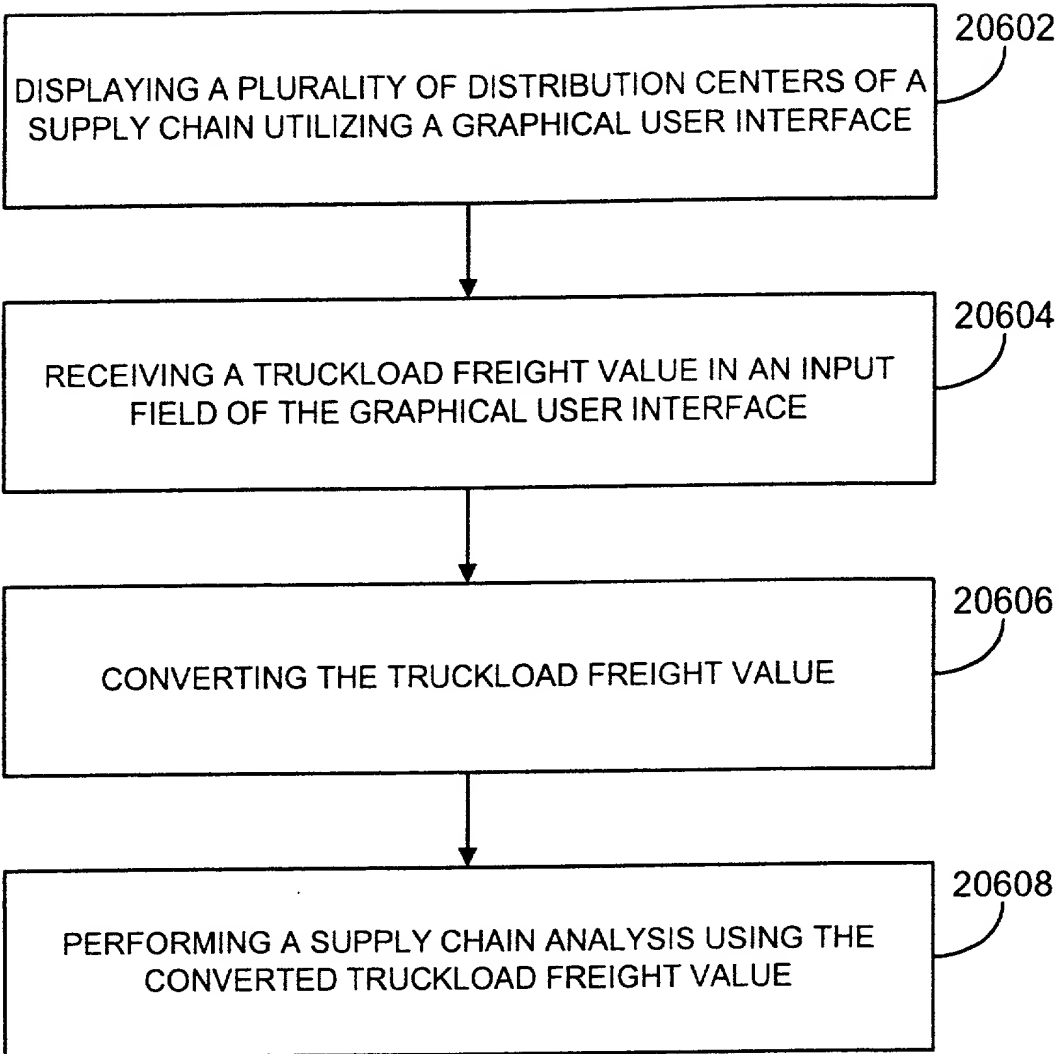 20602
DISPLAYING A PLURALITY OF DISTRIBUTION CENTERS OF A
SUPPLY CHAIN UTILIZING A GRAPHICAL USER INTERFACE
20604
RECEIVING A TRUCKLOAD FREIGHT VALUE IN AN INPUT
FIELD OF THE GRAPHICAL USER INTERFACE
20606
CONVERTING THE TRUCKLOAD FREIGHT VALUE
20608
PERFORMING A SUPPLY CHAIN ANALYSIS USING THE
CONVERTED TRUCKLOAD FREIGHT VALUE